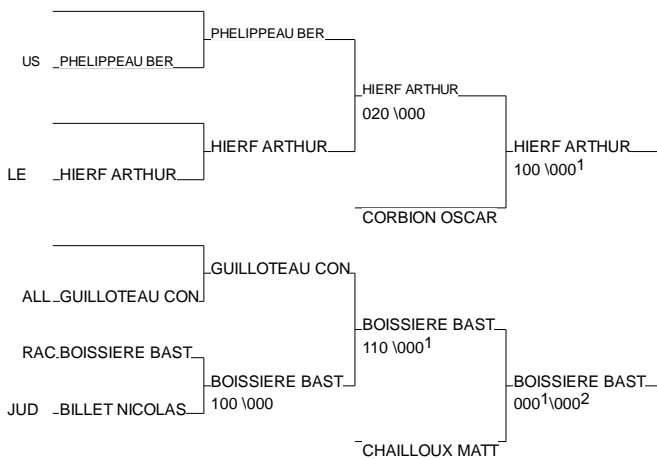 PHELIPPEAU BER
US PHELIPPEAU BER
HIERF ARTHUR
020 \000
HIERF ARTHUR
HIERF ARTHUR
100 \000¹
LE HIERF ARTHUR
CORBION OSCAR
GUILLOTEAU CON
ALL GUILLOTEAU CON
BOISSIERE BAST
110 \000¹
RAC BOISSIERE BAST
BOISSIERE BAST
100 \000
BOISSIERE BAST
000¹\000²
JUD BILLET NICOLAS
CHAILLOUX MATT